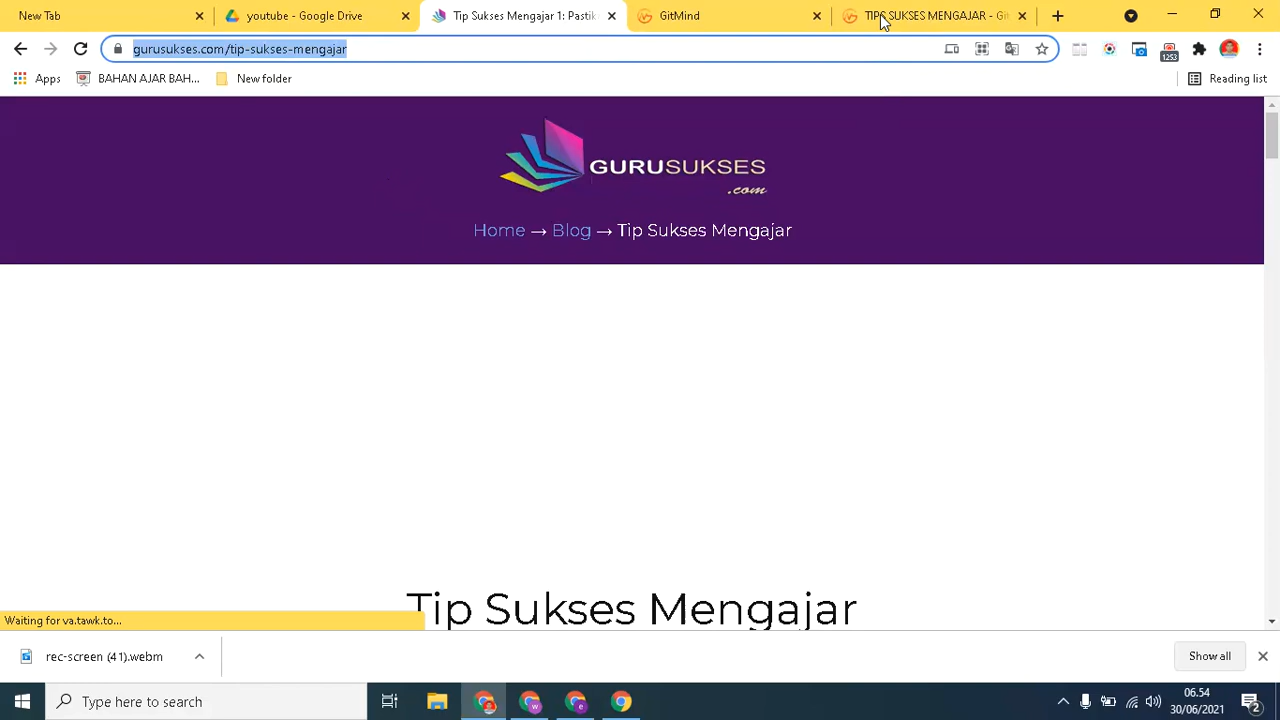 New Tab
youtube - Google Drive
Tip Sukses Mengajar 1: Pastik
GitMind
TIPS SUKSES MENGAJAR - Git
gurusukses.com/tip-sukses-mengajar
1253
Apps
BAHAN AJAR BAH...
New folder
Reading list
GURUSUKSES
.com
Home → Blog → Tip Sukses Mengajar
Tip Sukses Mengajar
Waiting for va.tawk.to...
rec-screen (41).webm
Show all
Type here to search
w
e
06.54
30/06/2021
2